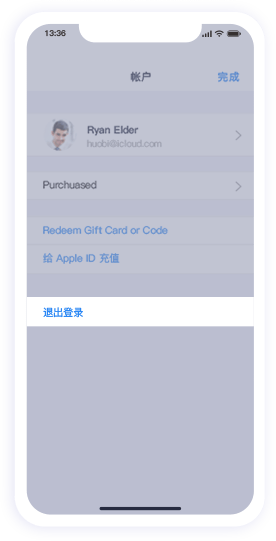 13:36
帐户
完成
Ryan Elder
huobi@icloud.com
Purchuased
Redeem Gift Card or Code
给 Apple ID 充值
退出登录